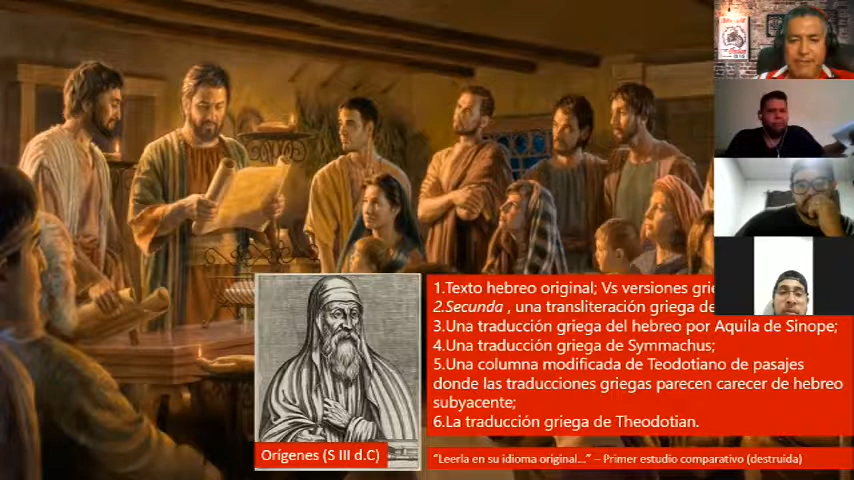 1.Texto hebreo original; Vs versiones
2.Secunda , una transliteración griega
3.Una traducción griega del hebreo por Aquila de Sinope;
4.Una traducción griega de Symmachus;
5.Una columna modificada de Teodotiano de pasajes
donde las traducciones griegas parecen carecer de hebreo
subyacente;
6.La traducción griega de Theodotian.
Orígenes (S III d.C)
“Leerla en su idioma original...” – Primer estudio comparativo (destruida)